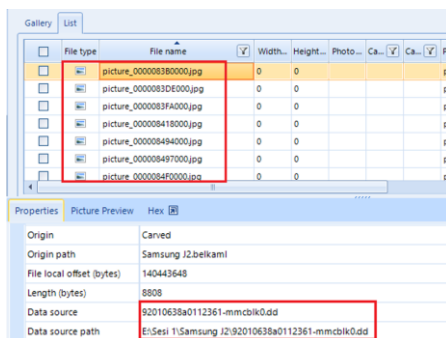 Gallery List
File type File name Width... Height... Photo... Ca... Ca...
picture_0000083B0000.jpg 0 0
picture_0000083DE000.jpg 0 0
picture_0000083FA000.jpg 0 0
picture_000008418000.jpg 0 0
picture_000008494000.jpg 0 0
picture_000008497000.jpg 0 0
picture_0000084F0000.jpg 0 0
Properties Picture Preview Hex
Origin Carved
Origin path Samsung J2.belkaml
File local offset (bytes) 140443648
Length (bytes) 8808
Data source 92010638a0112361-mmcblk0.dd
Data source path E:\Sesi 1\Samsung J2\92010638a0112361-mmcblk0.dd